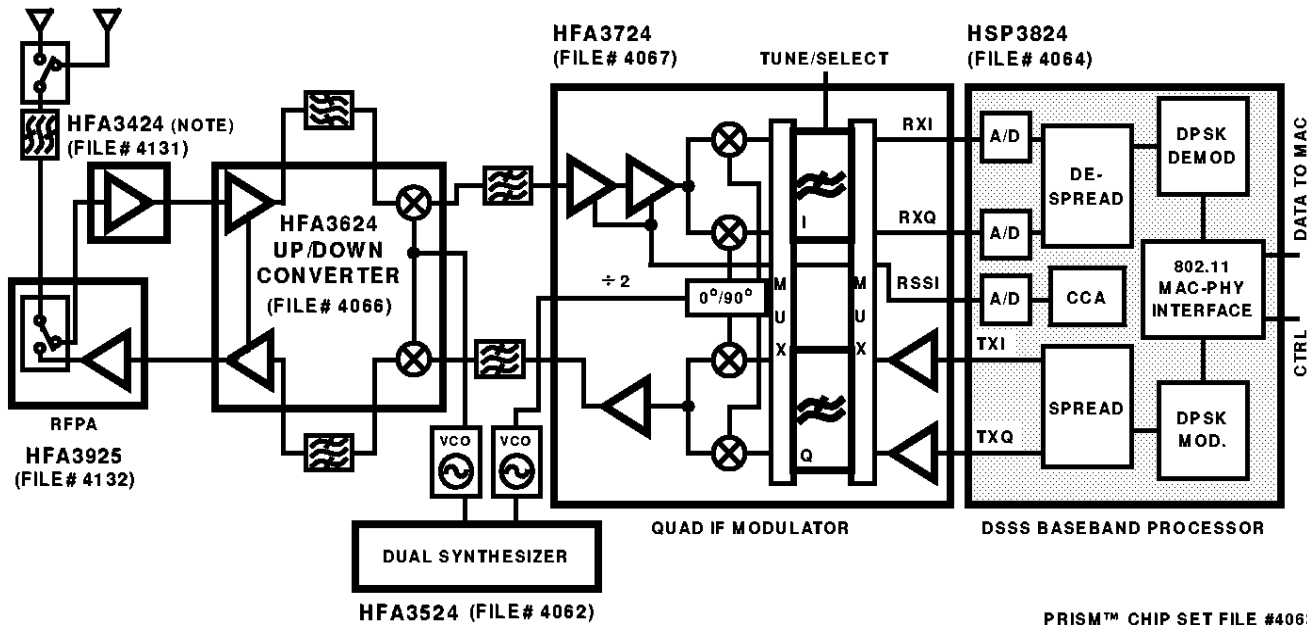 HFA3724
(FILE# 4067)
TUNE/SELECT
HSP3824
(FILE# 4064)
HFA3424 (NOTE)
(FILE# 4131)
RXI
A/D
DE-
SPREAD
DPSK
DEMOD
DATA TO MAC
HFA3624
UP/DOWN
CONVERTER
(FILE# 4066)
I
RXQ
A/D
÷2
0°/90°
M
U
X
M
U
X
RSSI
A/D
CCA
802.11
MAC-PHY
INTERFACE
CTRL
TXI
SPREAD
DPSK
MOD.
TXQ
Q
RFPA
HFA3925
(FILE# 4132)
VCO
VCO
QUAD IF MODULATOR
DSSS BASEBAND PROCESSOR
DUAL SYNTHESIZER
HFA3524 (FILE# 4062)
PRISM™ CHIP SET FILE